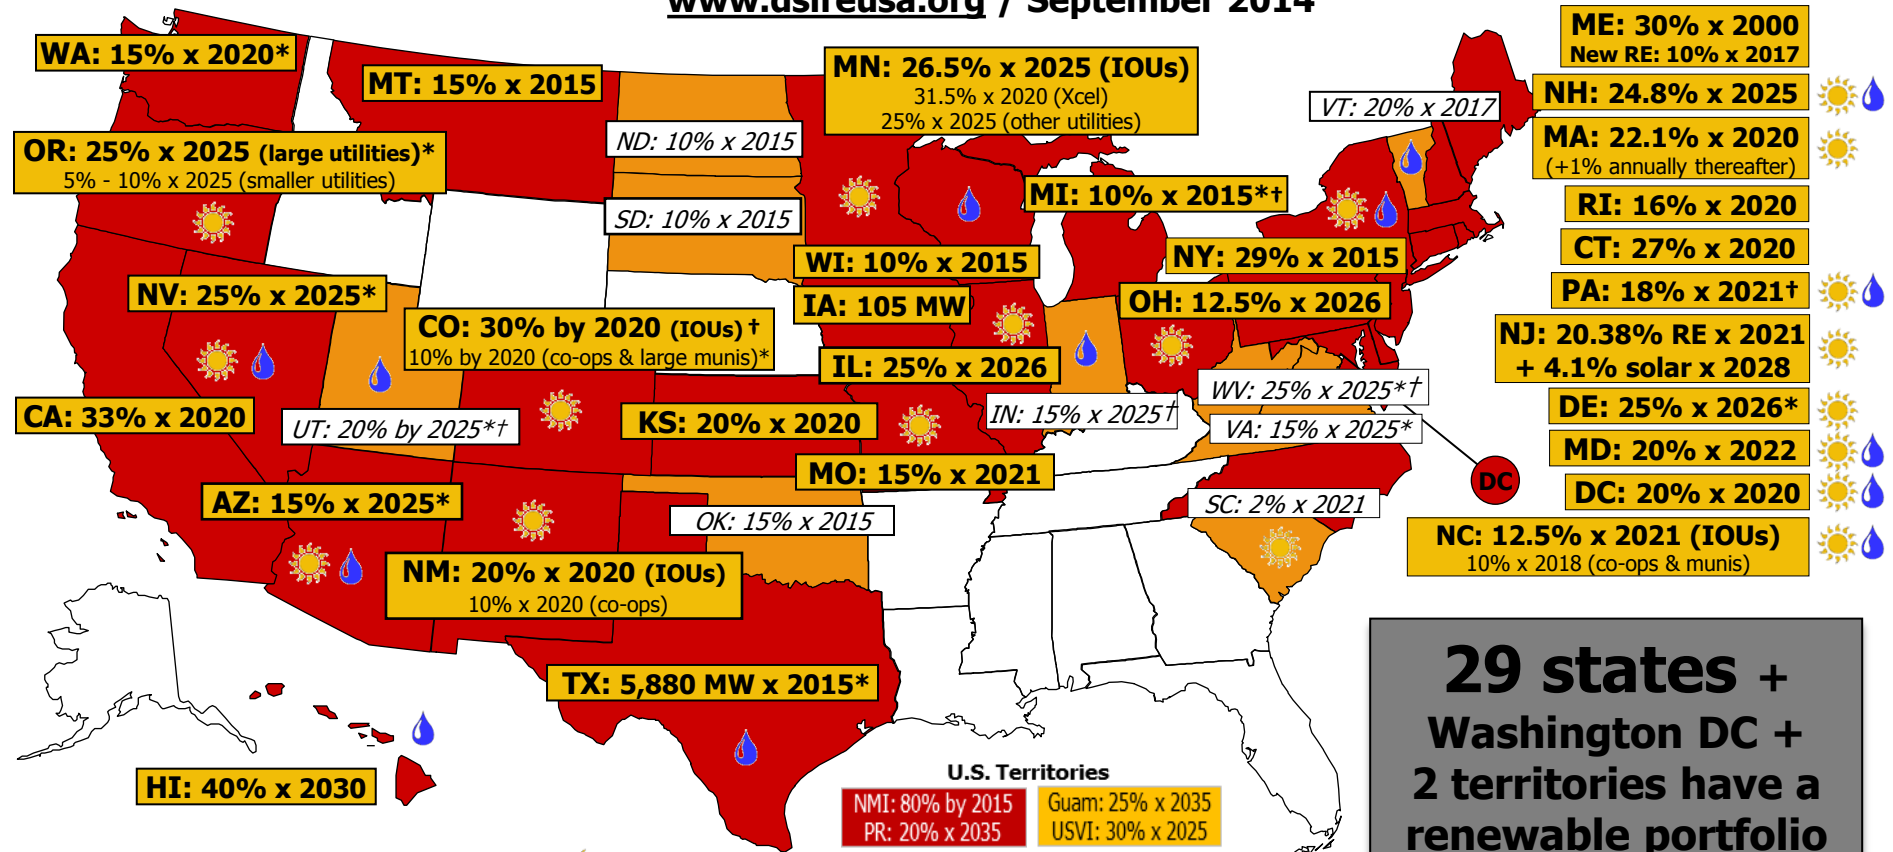 www.dsireusa.org / September 2014
WA: 15% x 2020*
MT: 15% x 2015
MN: 26.5% x 2025 (IOUs)
31.5% x 2020 (Xcel)
25% x 2025 (other utilities)
VT: 20% x 2017
ME: 30% x 2000
New RE: 10% x 2017
NH: 24.8% x 2025
MA: 22.1% x 2020
(+1% annually thereafter)
RI: 16% x 2020
CT: 27% x 2020
PA: 18% x 2021†
NJ: 20.38% RE x 2021
+ 4.1% solar x 2028
DE: 25% x 2026*
MD: 20% x 2022
DC: 20% x 2020
NC: 12.5% x 2021 (IOUs)
10% x 2018 (co-ops & munis)
OR: 25% x 2025 (large utilities)*
5% - 10% x 2025 (smaller utilities)
ND: 10% x 2015
SD: 10% x 2015
MI: 10% x 2015*†
WI: 10% x 2015
NY: 29% x 2015
NV: 25% x 2025*
IA: 105 MW
OH: 12.5% x 2026
CO: 30% by 2020 (IOUs) †
10% by 2020 (co-ops & large munis)*
IL: 25% x 2026
CA: 33% x 2020
UT: 20% by 2025*†
KS: 20% x 2020
IN: 15% x 2025†
WV: 25% x 2025*†
VA: 15% x 2025*
DC
MO: 15% x 2021
AZ: 15% x 2025*
OK: 15% x 2015
SC: 2% x 2021
NM: 20% x 2020 (IOUs)
10% x 2020 (co-ops)
TX: 5,880 MW x 2015*
HI: 40% x 2030
U.S. Territories
NMI: 80% by 2015
PR: 20% x 2035
Guam: 25% x 2035
USVI: 30% x 2025
29 states +
Washington DC +
2 territories have a
renewable portfolio